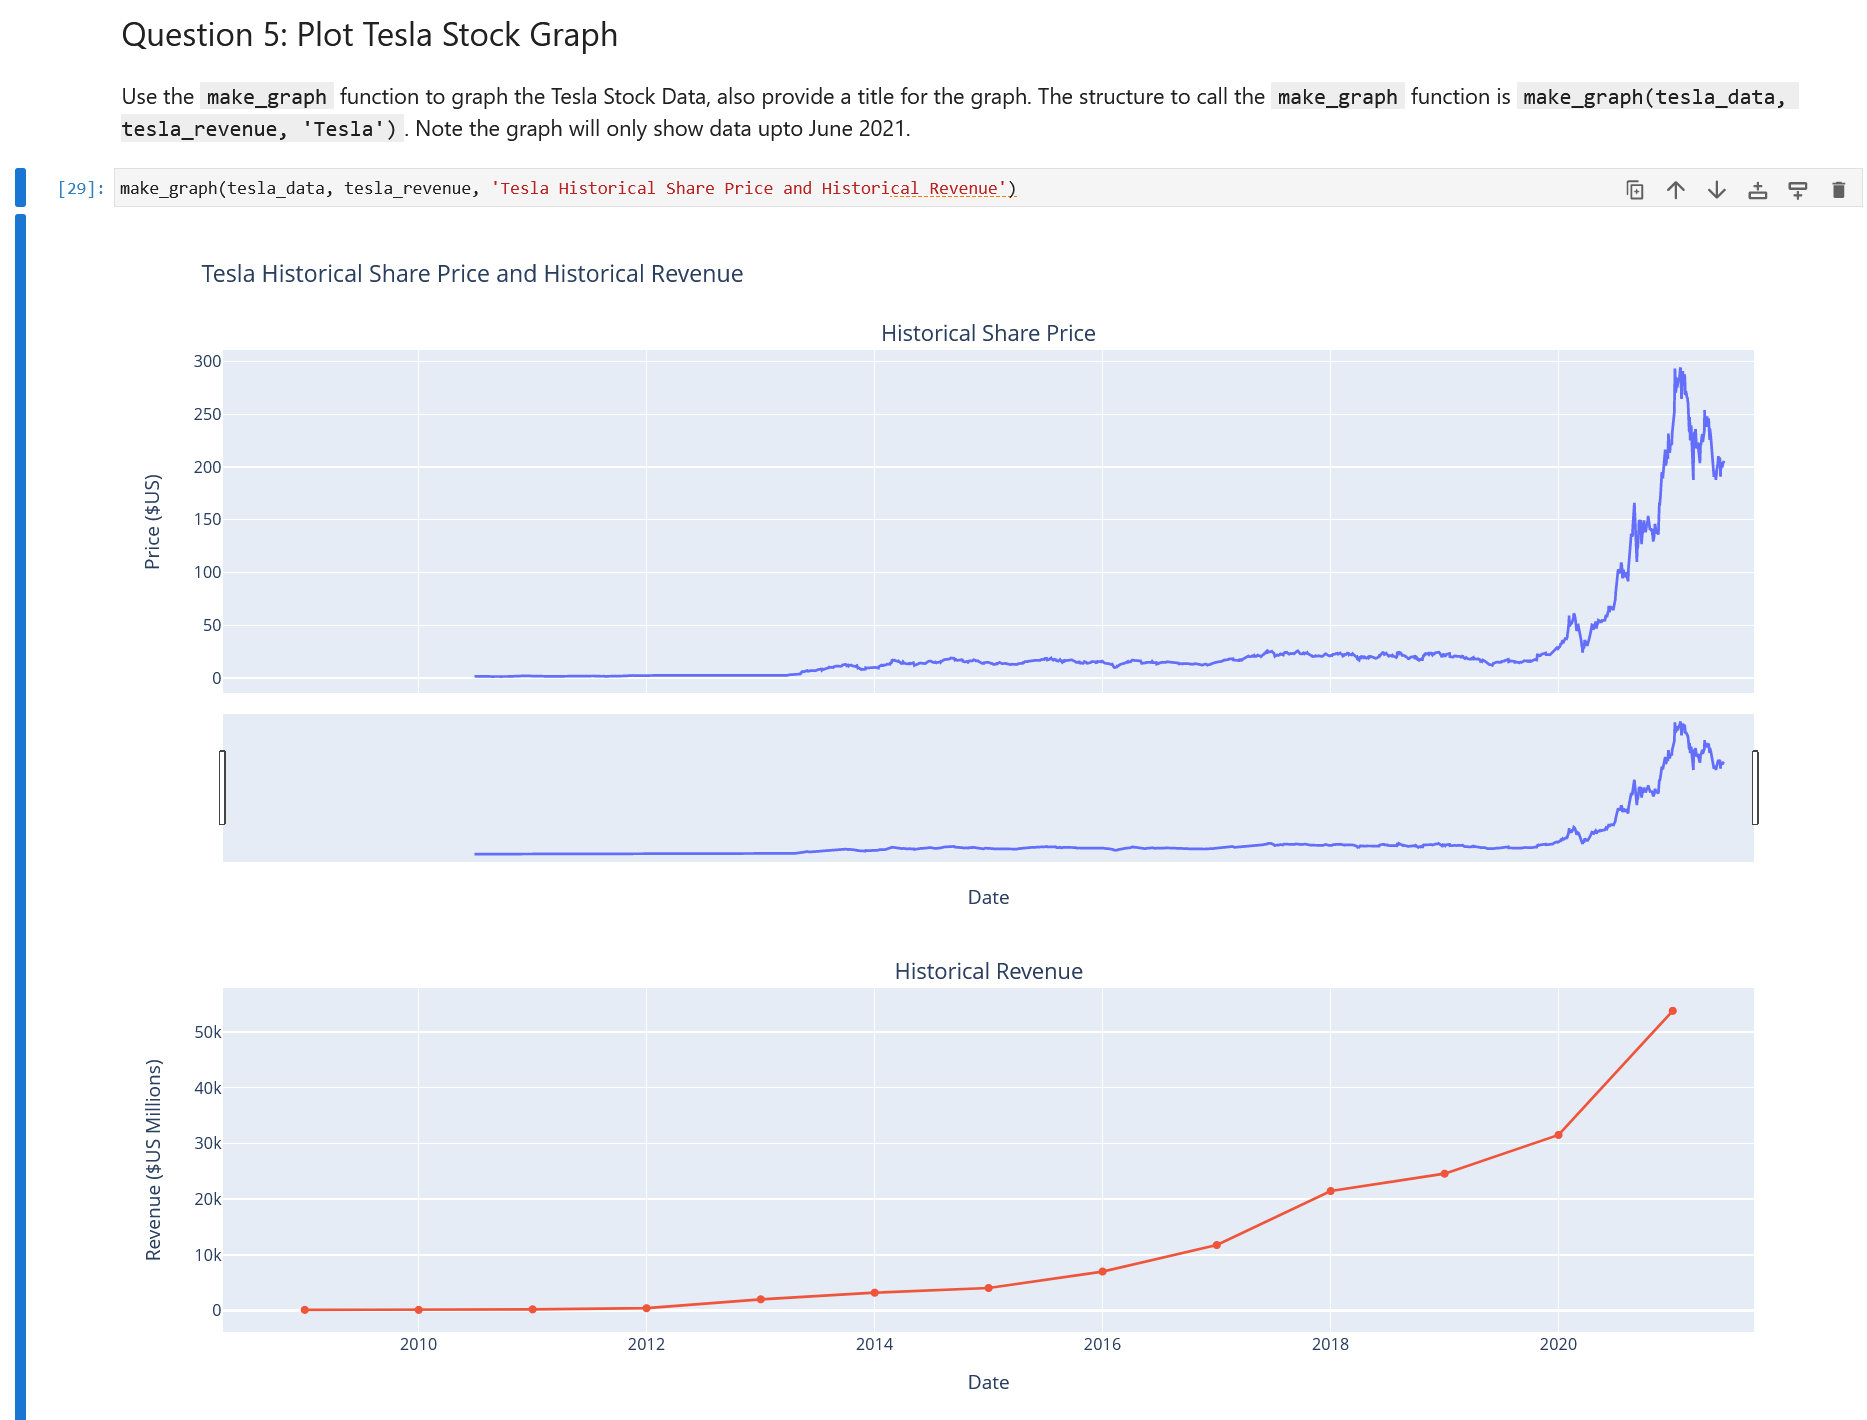 Question 5: Plot Tesla Stock Graph
Use the make_graph function to graph the Tesla Stock Data, also provide a title for the graph. The structure to call the make_graph function is make_graph(tesla_data,
tesla_revenue, 'Tesla'). Note the graph will only show data upto June 2021.
[29]: make_graph(tesla_data, tesla_revenue, 'Tesla Historical Share Price and Historical Revenue')
Tesla Historical Share Price and Historical Revenue
Historical Share Price
300
250
200
150
100
50
0
Price ($US)
Date
Historical Revenue
50k
40k
30k
20k
10k
0
Revenue ($US Millions)
2010 2012 2014 2016 2018 2020
Date